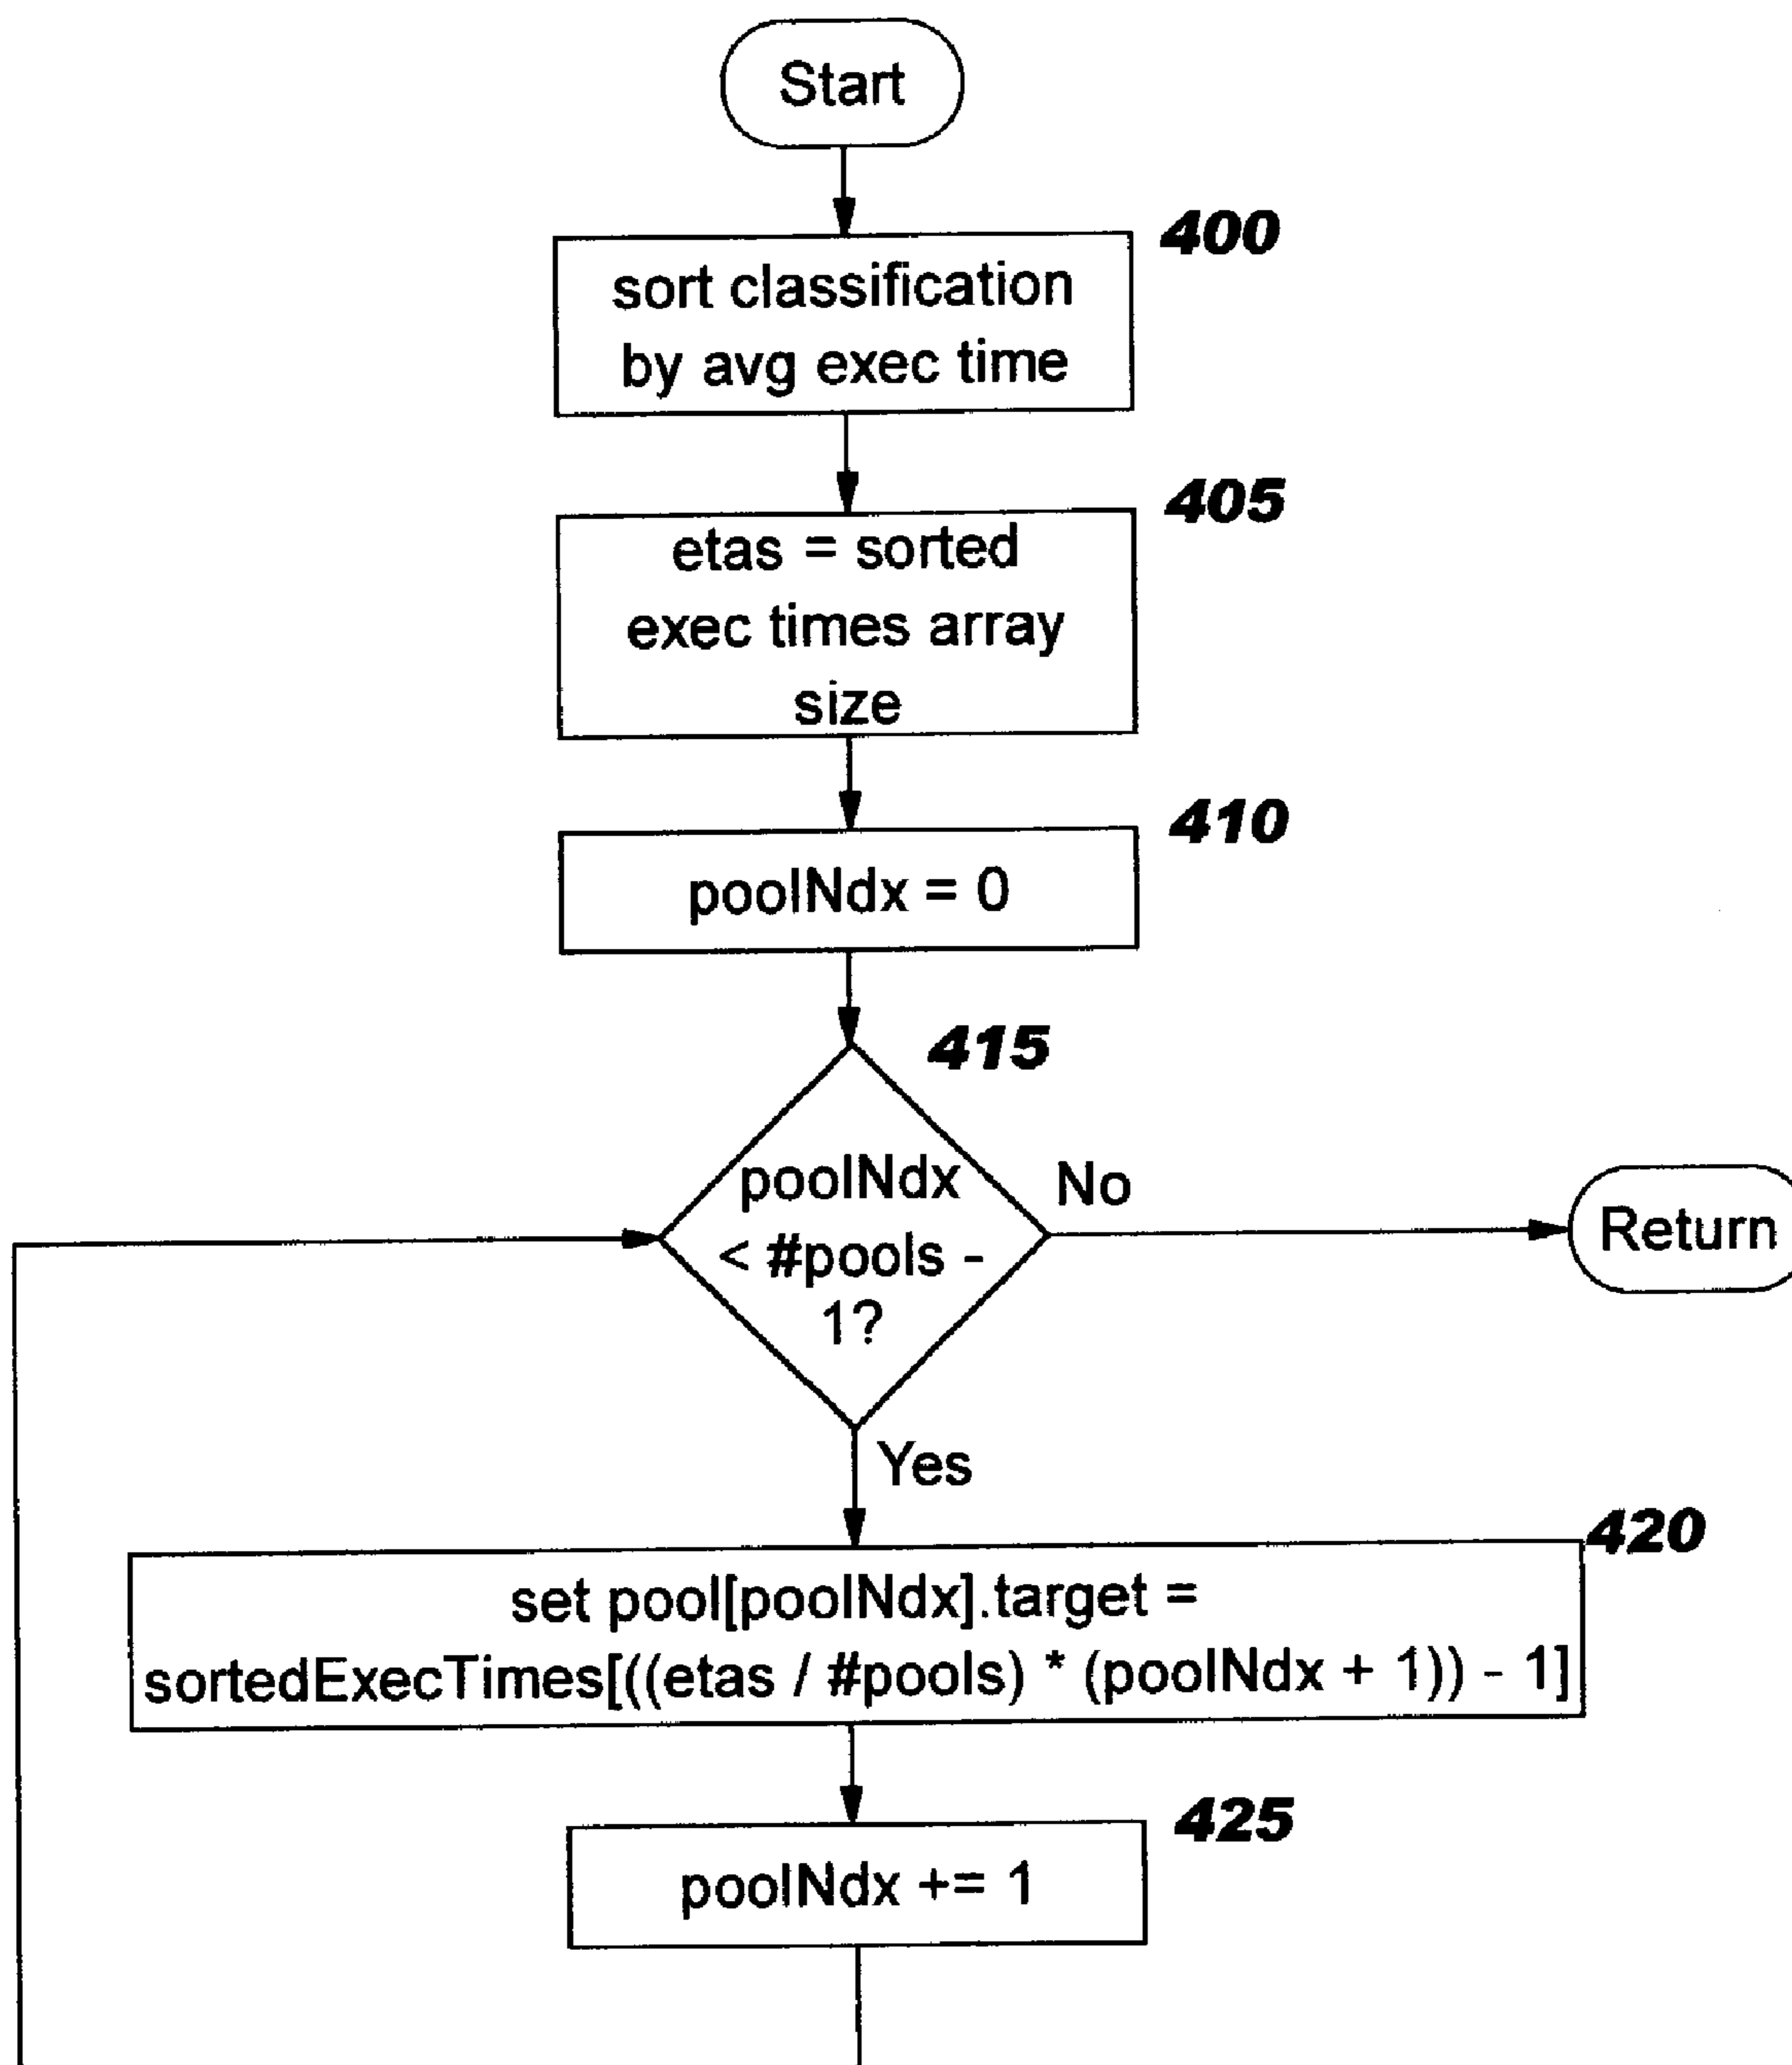 Start
400
sort classification
by avg exec time
405
etas = sorted
exec times array
size
410
poolNdx = 0
415
poolNdx
< #pools -
1?
No
Return
Yes
420
set pool[poolNdx].target =
sortedExecTimes[((etas / #pools) * (poolNdx + 1)) - 1]
425
poolNdx += 1